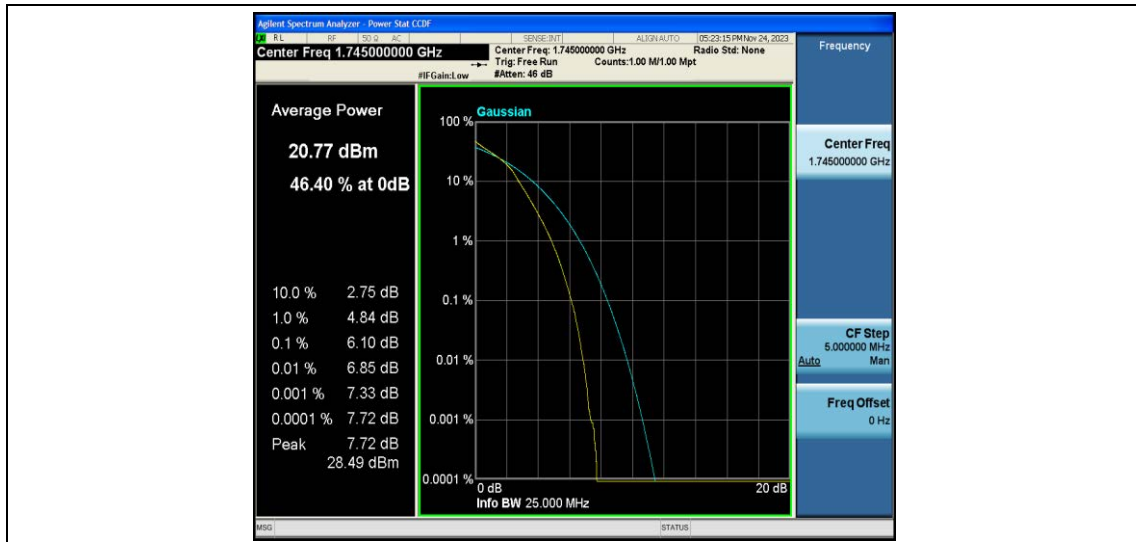 Agilent Spectrum Analyzer - Power Stat CCDF
RL RF 50 Ω AC SENSE:INT ALIGN AUTO 05:23:15 PM Nov 24, 2023
Center Freq 1.745000000 GHz
Center Freq: 1.745000000 GHz Radio Std: None
Trig: Free Run Counts:1.00 M/1.00 Mpt
#IFGain:Low #Atten: 46 dB
Frequency
Average Power
20.77 dBm
46.40 % at 0dB
10.0 % 2.75 dB
1.0 % 4.84 dB
0.1 % 6.10 dB
0.01 % 6.85 dB
0.001 % 7.33 dB
0.0001 % 7.72 dB
Peak 7.72 dB
28.49 dBm
Gaussian
100 %
10 %
1 %
0.1 %
0.01 %
0.001 %
0.0001 %
0 dB 20 dB
Info BW 25.000 MHz
Center Freq
1.745000000 GHz
CF Step
5.000000 MHz
Auto Man
Freq Offset
0 Hz
MSG STATUS